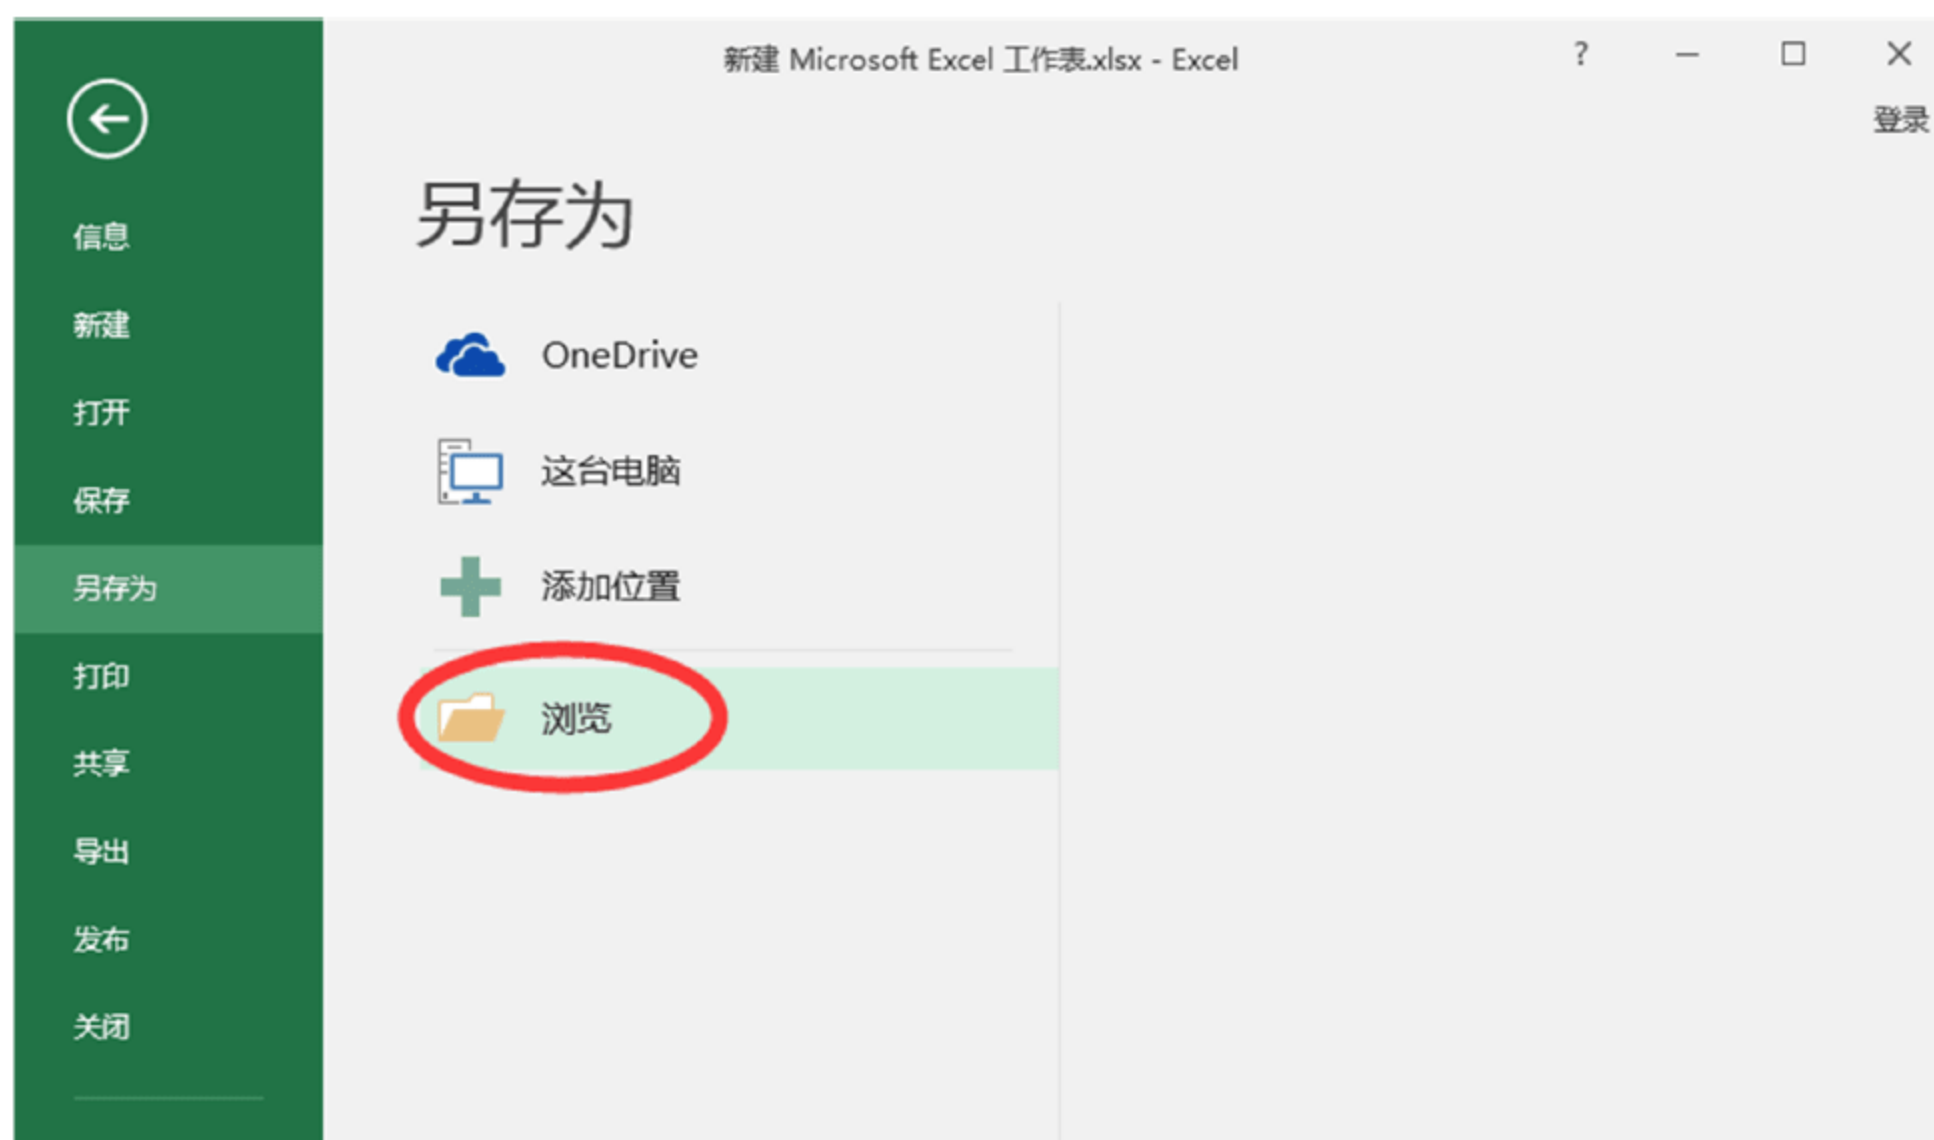 新建 Microsoft Excel 工作表.xlsx - Excel
?
登录
信息
新建
打开
保存
另存为
打印
共享
导出
发布
关闭
另存为
OneDrive
这台电脑
添加位置
浏览